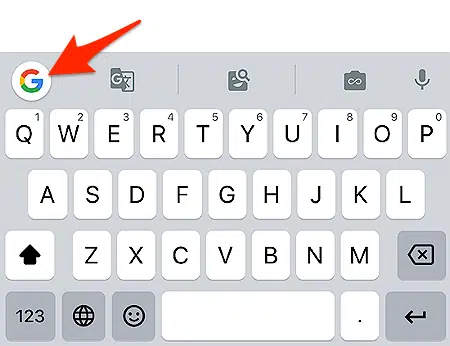 G G
1 2 3 4 5 6 7 8 9 0
Q W E R T Y U I O P
A S D F G H J K L
Z X C V B N M
123 .